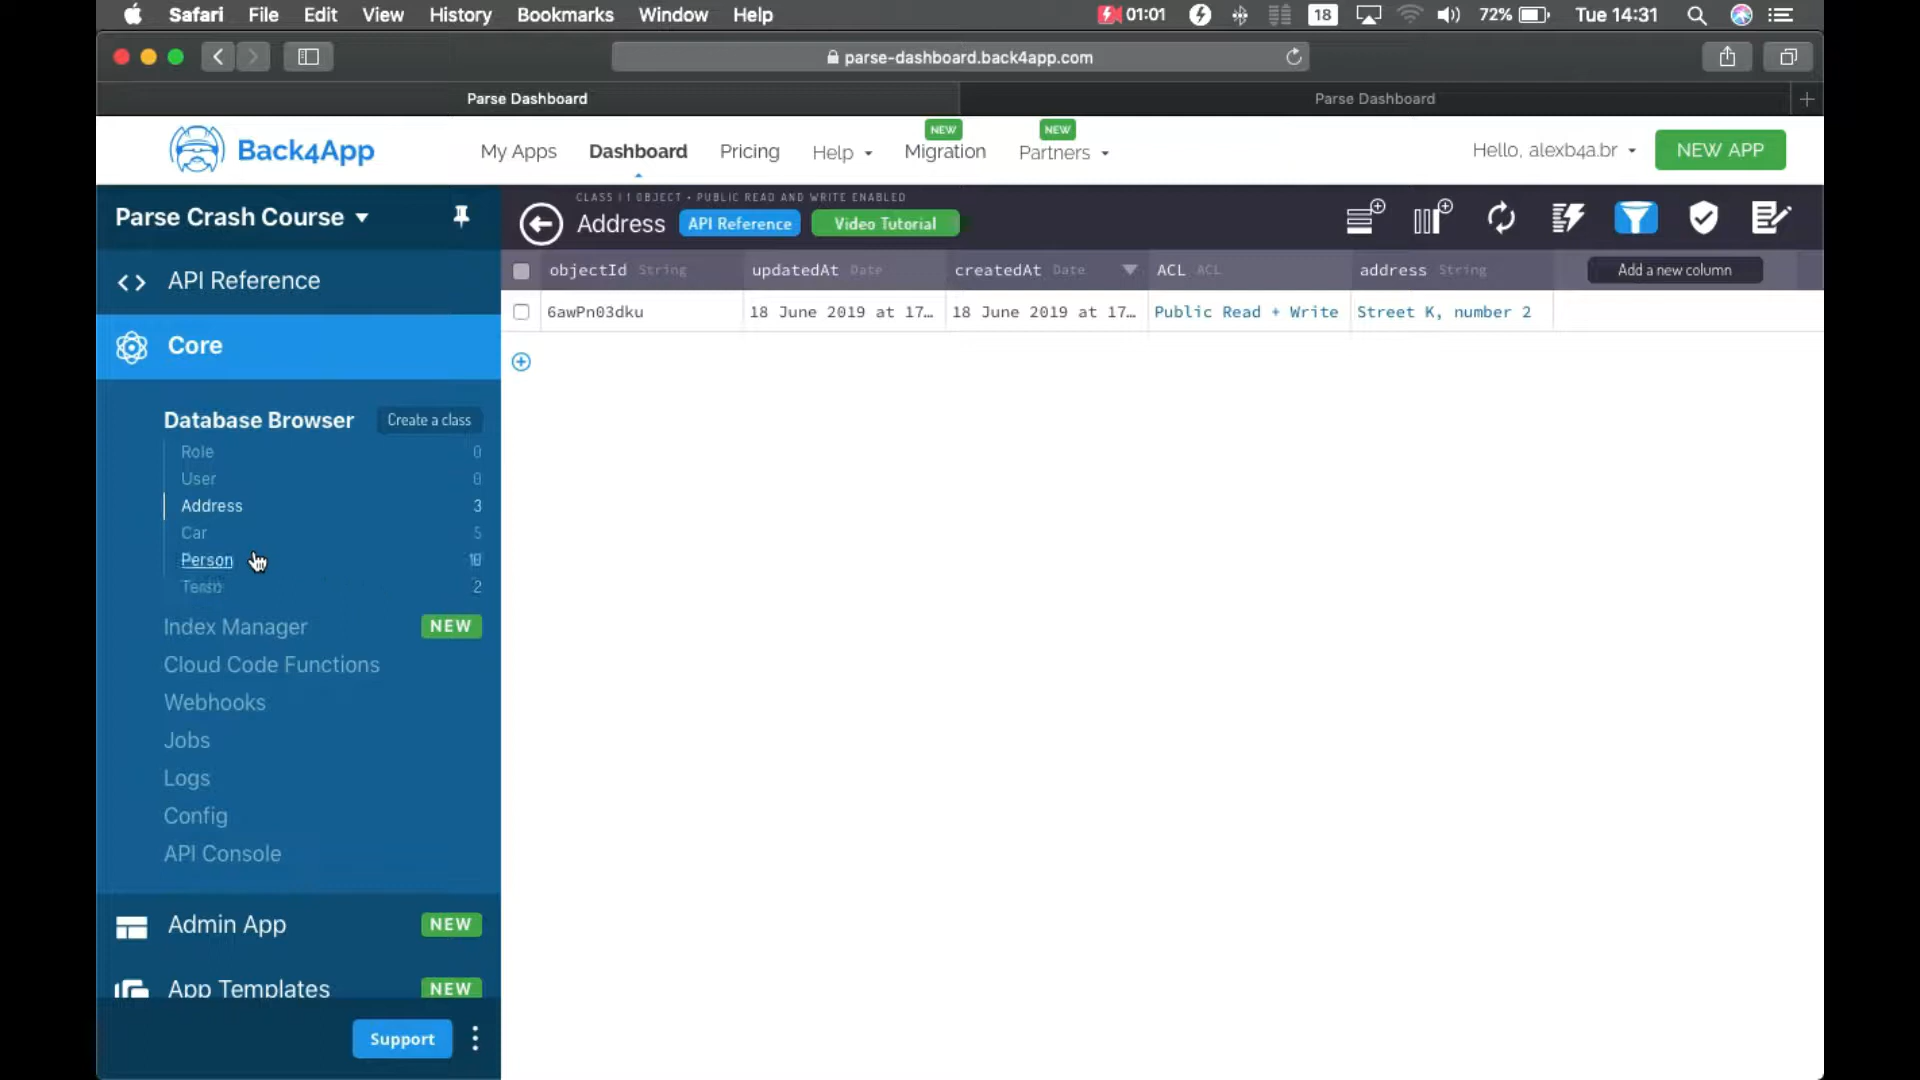 Safari File Edit View History Bookmarks Window Help 01:01 18 72% Tue 14:31
parse-dashboard.back4app.com
Parse Dashboard Parse Dashboard
Back4App My Apps Dashboard Pricing Help NEW Migration NEW Partners Hello, alexb4a.br NEW APP
Parse Crash Course
API Reference
Core
Database Browser Create a class
Role 0
User 0
Address 3
Car 5
Person
2
Index Manager NEW
Cloud Code Functions
Webhooks
Jobs
Logs
Config
API Console
Admin App NEW
App Templates NEW
Support
CLASS | 1 OBJECT • PUBLIC READ AND WRITE ENABLED
Address API Reference Video Tutorial
objectId String updatedAt Date createdAt Date ACL ACL address String Add a new column
6awPn03dku 18 June 2019 at 17… 18 June 2019 at 17… Public Read + Write Street K, number 2